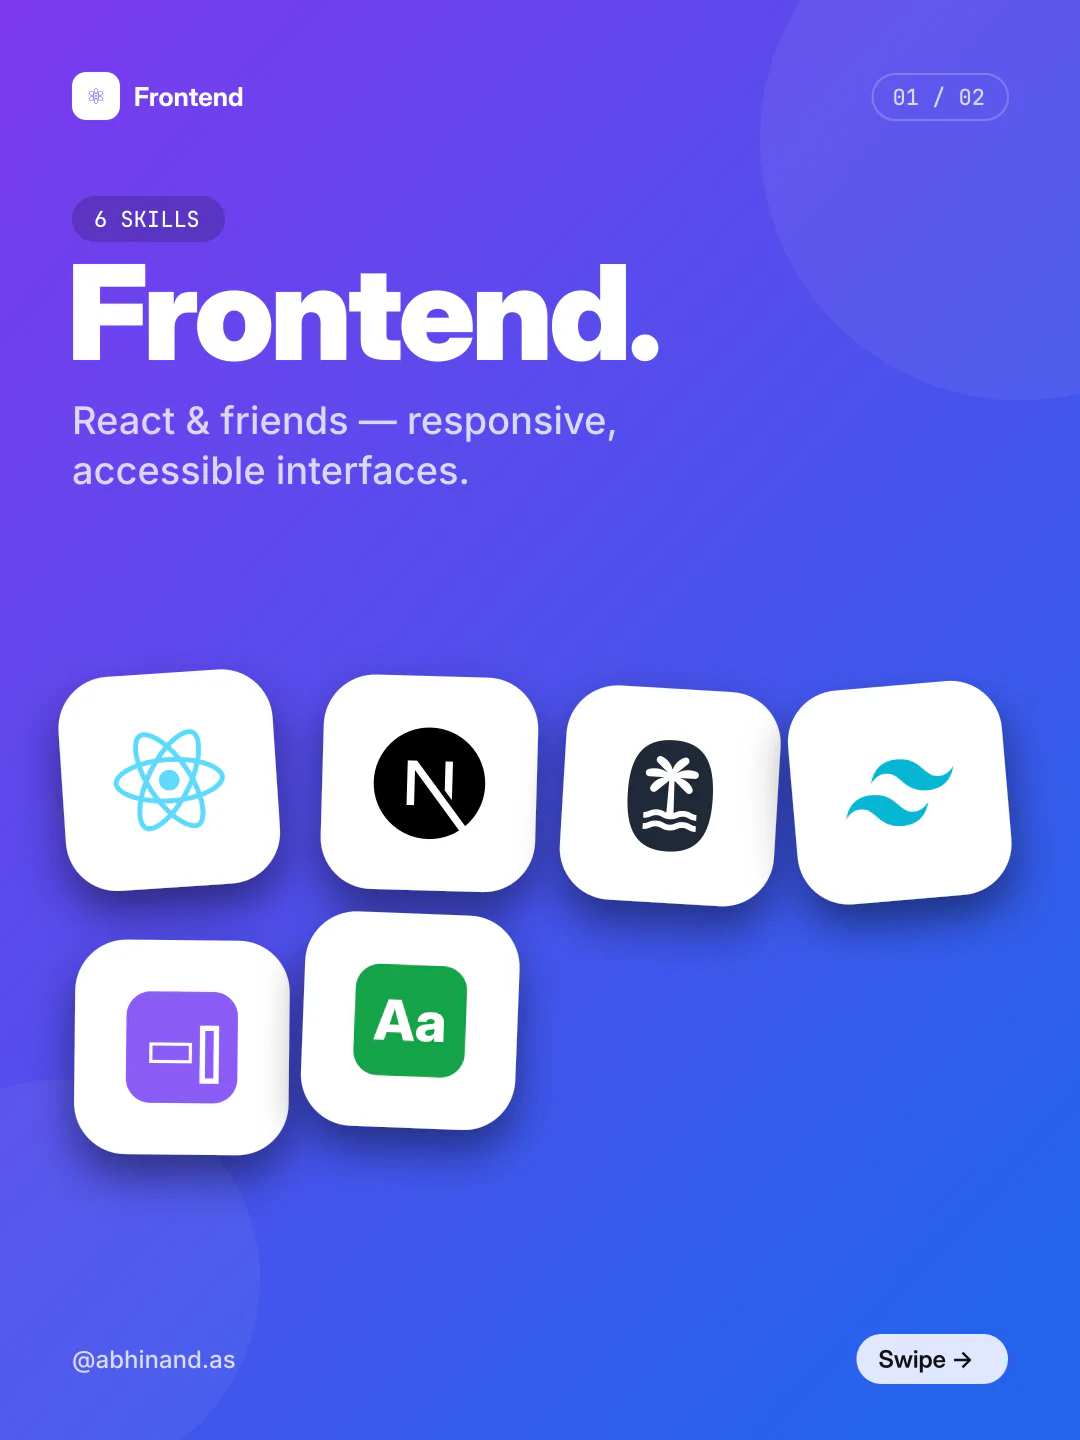 Frontend
01 / 02
6 SKILLS
Frontend.
React & friends — responsive,
accessible interfaces.
N
Aa
@abhinand.as
Swipe →